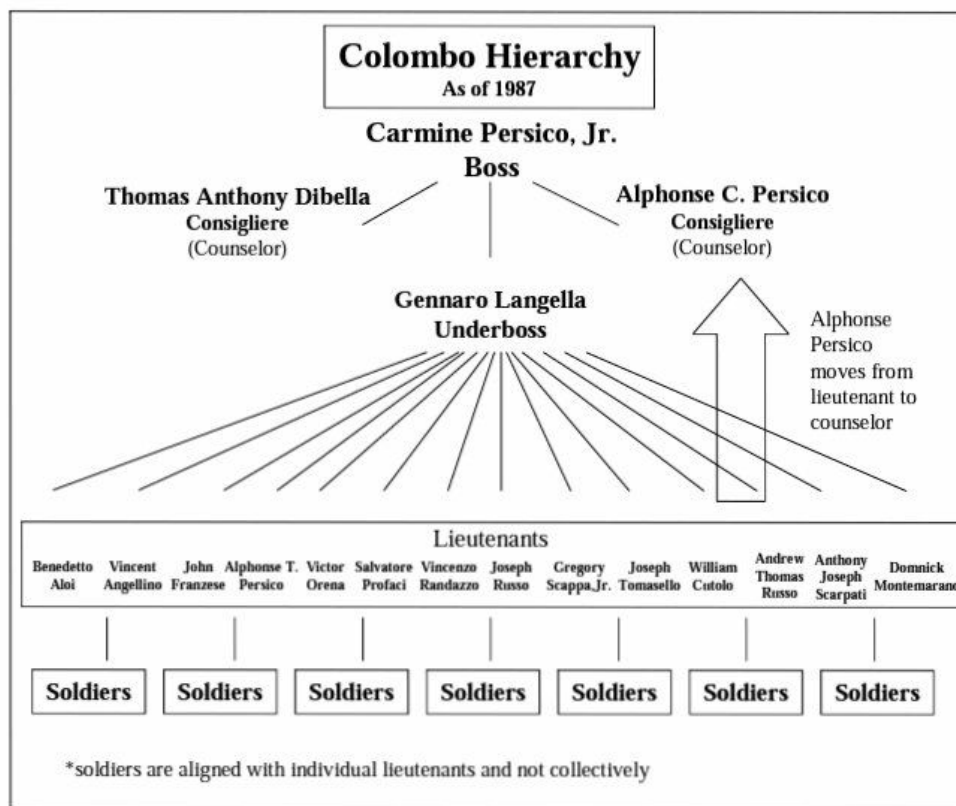 Colombo Hierarchy
As of 1987
Carmine Persico, Jr.
Boss
Thomas Anthony Dibella
Consigliere
(Counselor)
Alphonse C. Persico
Consigliere
(Counselor)
Gennaro Langella
Underboss
Alphonse
Persico
moves from
lieutenant to
counselor
Lieutenants
Benedetto
Aloi
Vincent
Angellino
John
Franzese
Alphonse T.
Persico
Victor
Orena
Salvatore
Profaci
Vincenzo
Randazzo
Joseph
Russo
Gregory
Scappa,Jr.
Joseph
Tomasello
William
Cutolo
Andrew
Thomas
Russo
Anthony
Joseph
Scarpati
Domnick
Montemarano
Soldiers
Soldiers
Soldiers
Soldiers
Soldiers
Soldiers
Soldiers
*soldiers are aligned with individual lieutenants and not collectively